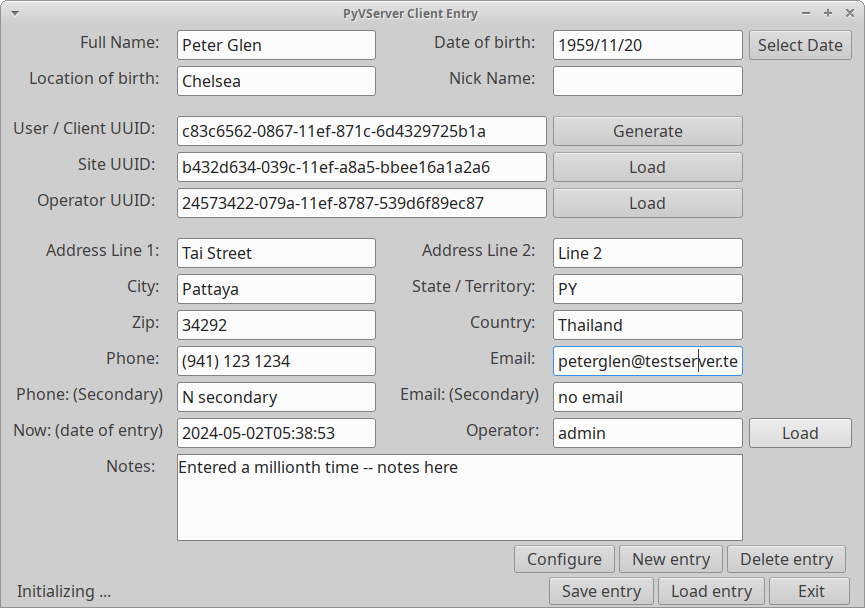 PyVServer Client Entry
Full Name: Peter Glen Date of birth: 1959/11/20 Select Date
Location of birth: Chelsea Nick Name:
User / Client UUID: c83c6562-0867-11ef-871c-6d4329725b1a Generate
Site UUID: b432d634-039c-11ef-a8a5-bbee16a1a2a6 Load
Operator UUID: 24573422-079a-11ef-8787-539d6f89ec87 Load
Address Line 1: Tai Street Address Line 2: Line 2
City: Pattaya State / Territory: PY
Zip: 34292 Country: Thailand
Phone: (941) 123 1234 Email: peterglen@testserver.te
Phone: (Secondary) N secondary Email: (Secondary) no email
Now: (date of entry) 2024-05-02T05:38:53 Operator: admin Load
Notes: Entered a millionth time -- notes here
Configure New entry Delete entry
Initializing ... Save entry Load entry Exit